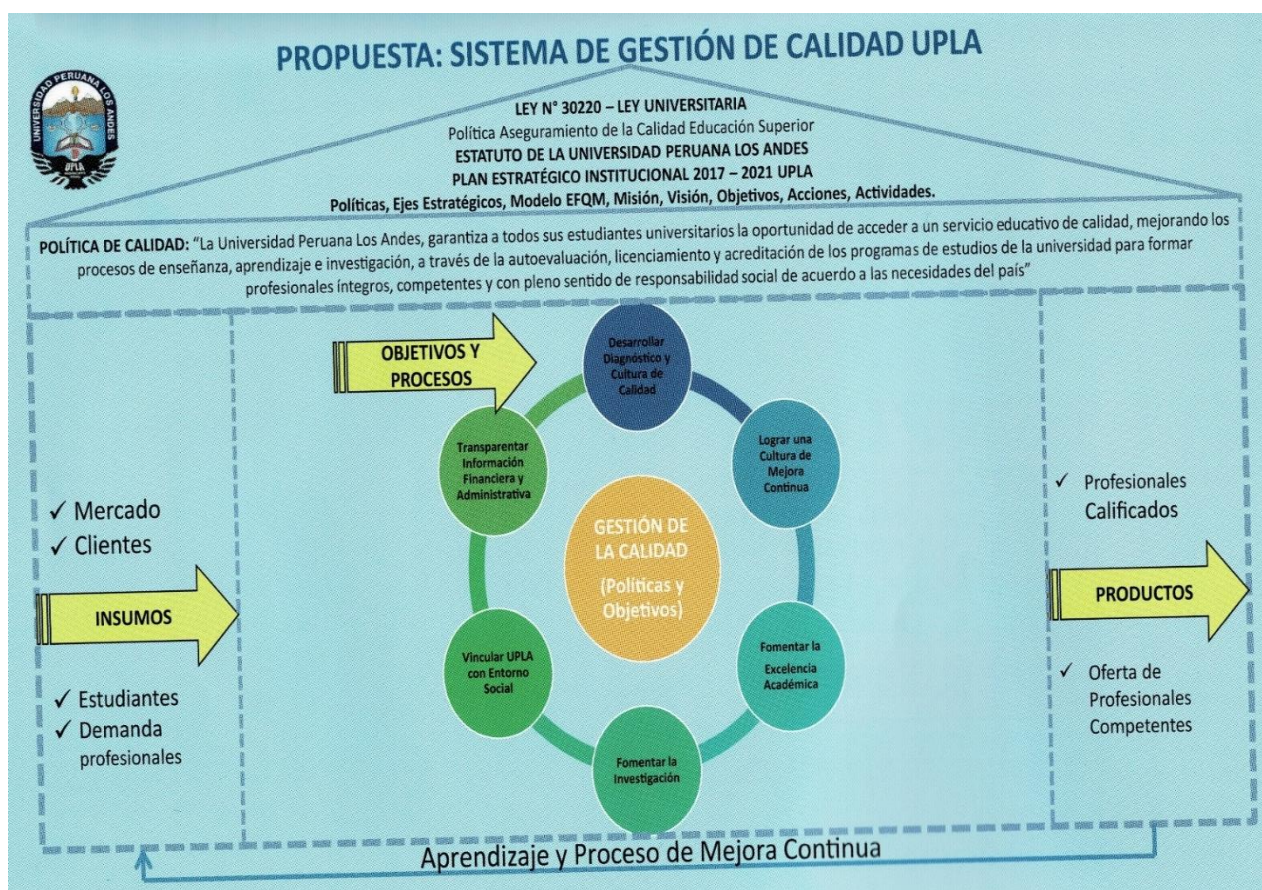 PROPUESTA: SISTEMA DE GESTIÓN DE CALIDAD UPLA
UNIVERSIDAD PERUANA LOS ANDES
UPLA
LEY N° 30220 – LEY UNIVERSITARIA
Política Aseguramiento de la Calidad Educación Superior
ESTATUTO DE LA UNIVERSIDAD PERUANA LOS ANDES
PLAN ESTRATÉGICO INSTITUCIONAL 2017 – 2021 UPLA
Políticas, Ejes Estratégicos, Modelo EFQM, Misión, Visión, Objetivos, Acciones, Actividades.
POLÍTICA DE CALIDAD: “La Universidad Peruana Los Andes, garantiza a todos sus estudiantes universitarios la oportunidad de acceder a un servicio educativo de calidad, mejorando los
procesos de enseñanza, aprendizaje e investigación, a través de la autoevaluación, licenciamiento y acreditación de los programas de estudios de la universidad para formar
profesionales íntegros, competentes y con pleno sentido de responsabilidad social de acuerdo a las necesidades del país”
✓ Mercado
✓ Clientes
INSUMOS
✓ Estudiantes
✓ Demanda
profesionales
OBJETIVOS Y
PROCESOS
Desarrollar
Diagnóstico y
Cultura de
Calidad
Lograr una
Cultura de
Mejora
Continua
Fomentar la
Excelencia
Académica
Fomentar la
Investigación
Vincular UPLA
con Entorno
Social
Transparentar
Información
Financiera y
Administrativa
GESTIÓN DE
LA CALIDAD
(Políticas y
Objetivos)
✓ Profesionales
Calificados
PRODUCTOS
✓ Oferta de
Profesionales
Competentes
Aprendizaje y Proceso de Mejora Continua